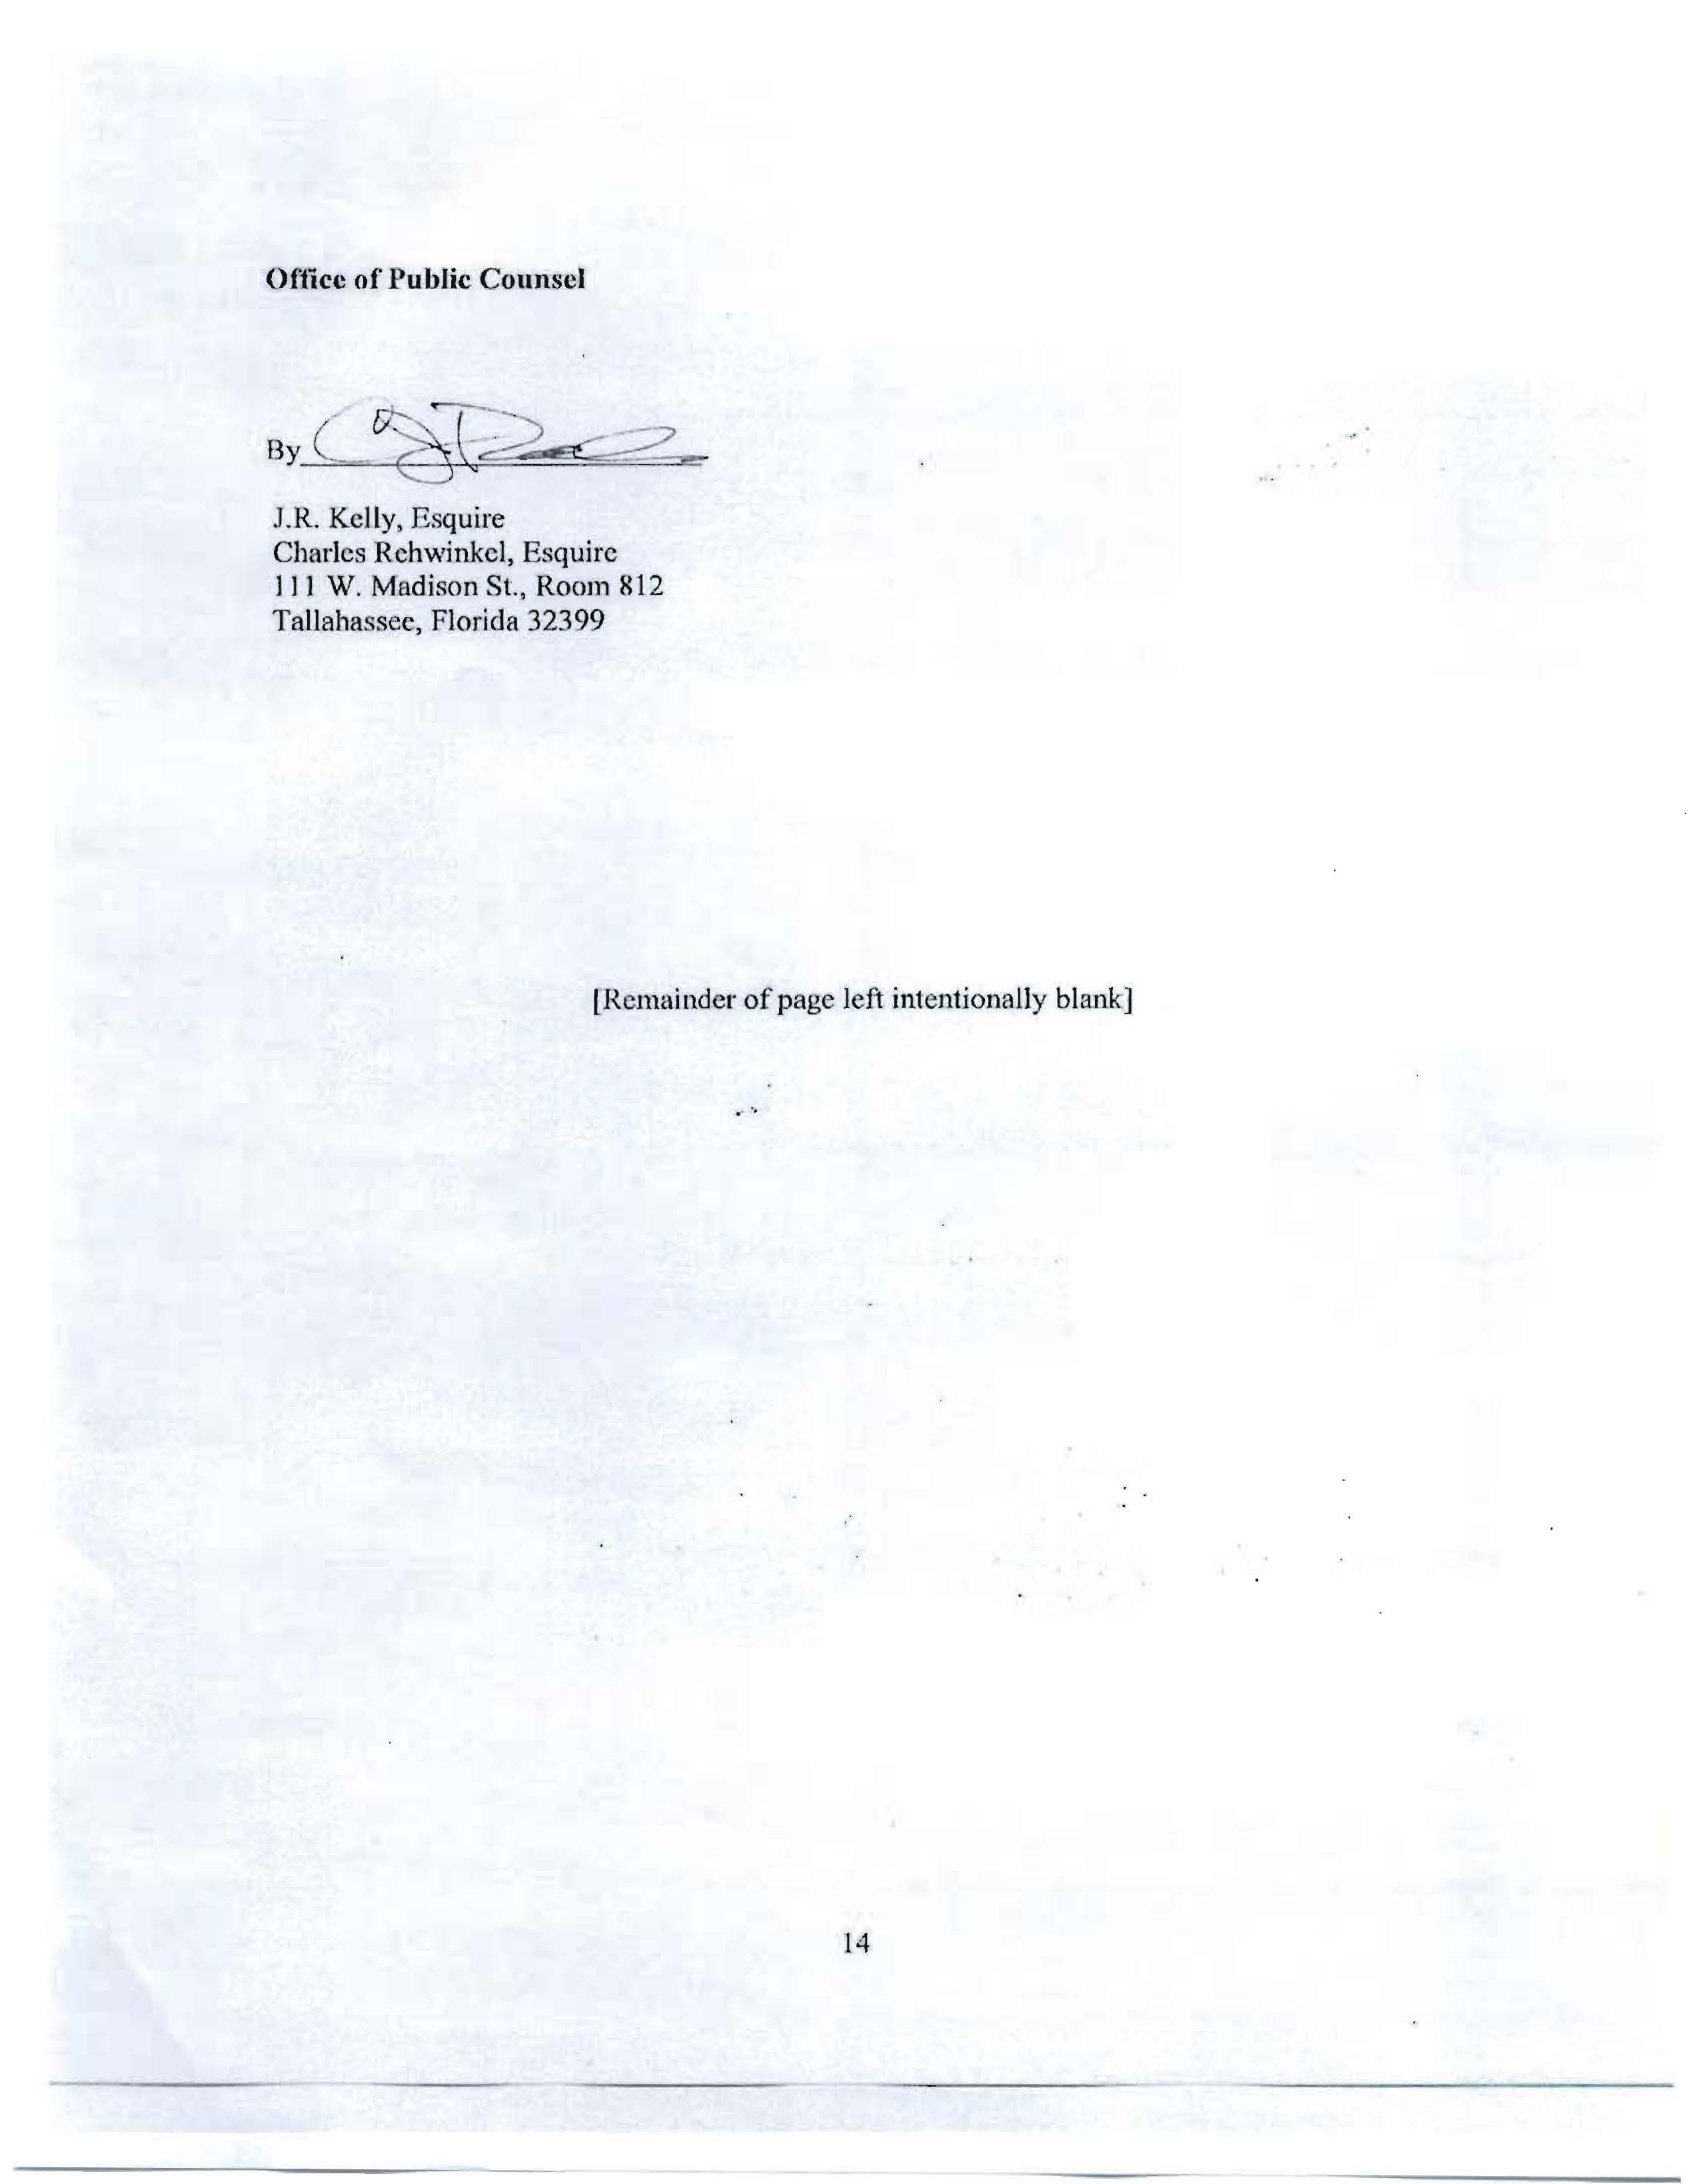 Office of Public Counsel
By
J.R. Kelly, Esquire
Charles Rehwinkel, Esquire
111 W. Madison St., Room 812
Tallahassee, Florida 32399
[Remainder of page left intentionally blank]
14